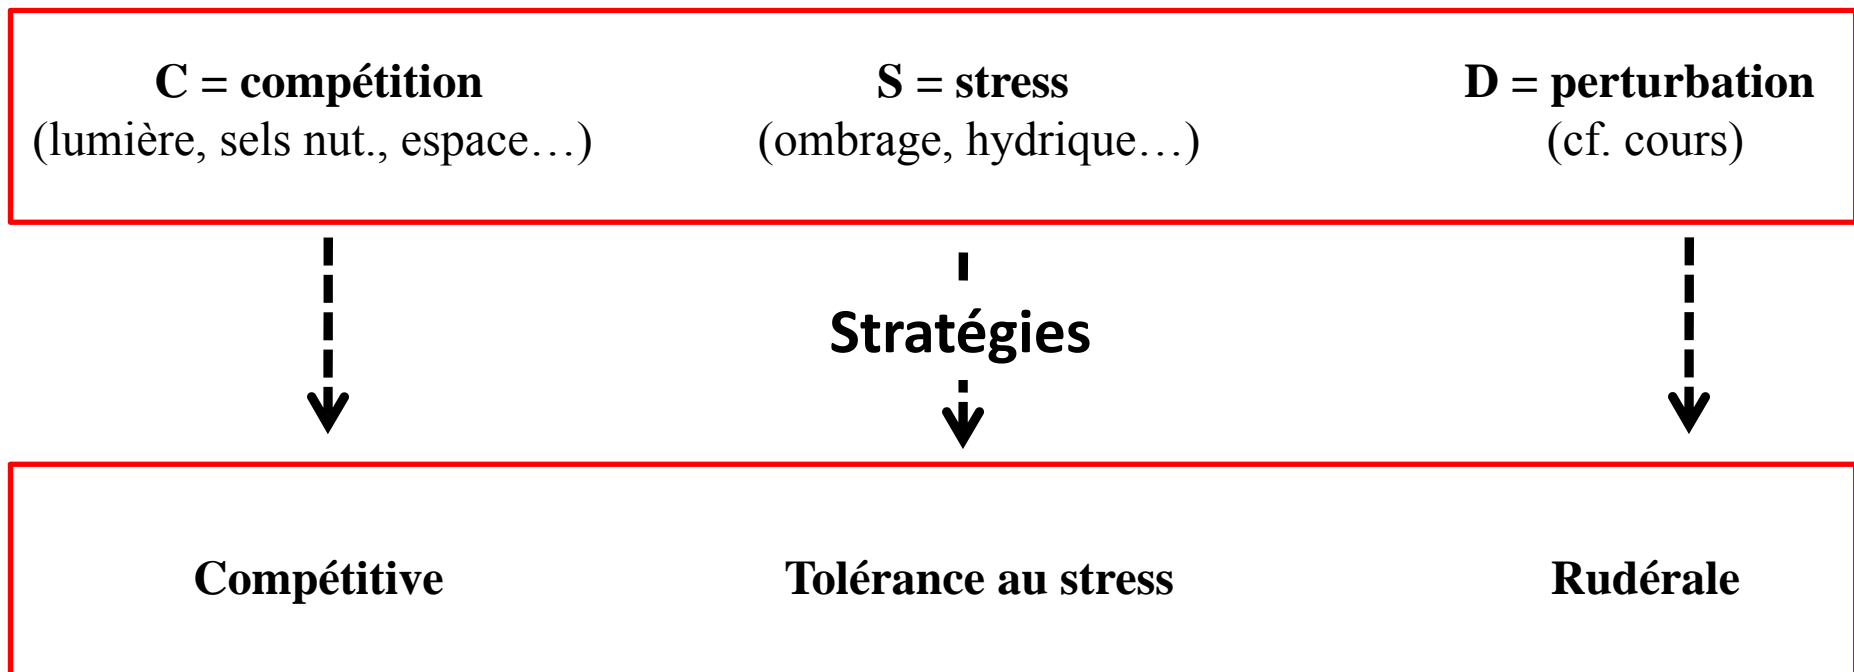 C = compétition
(lumière, sels nut., espace…)
S = stress
(ombrage, hydrique…)
D = perturbation
(cf. cours)
Stratégies
Compétitive
Tolérance au stress
Rudérale